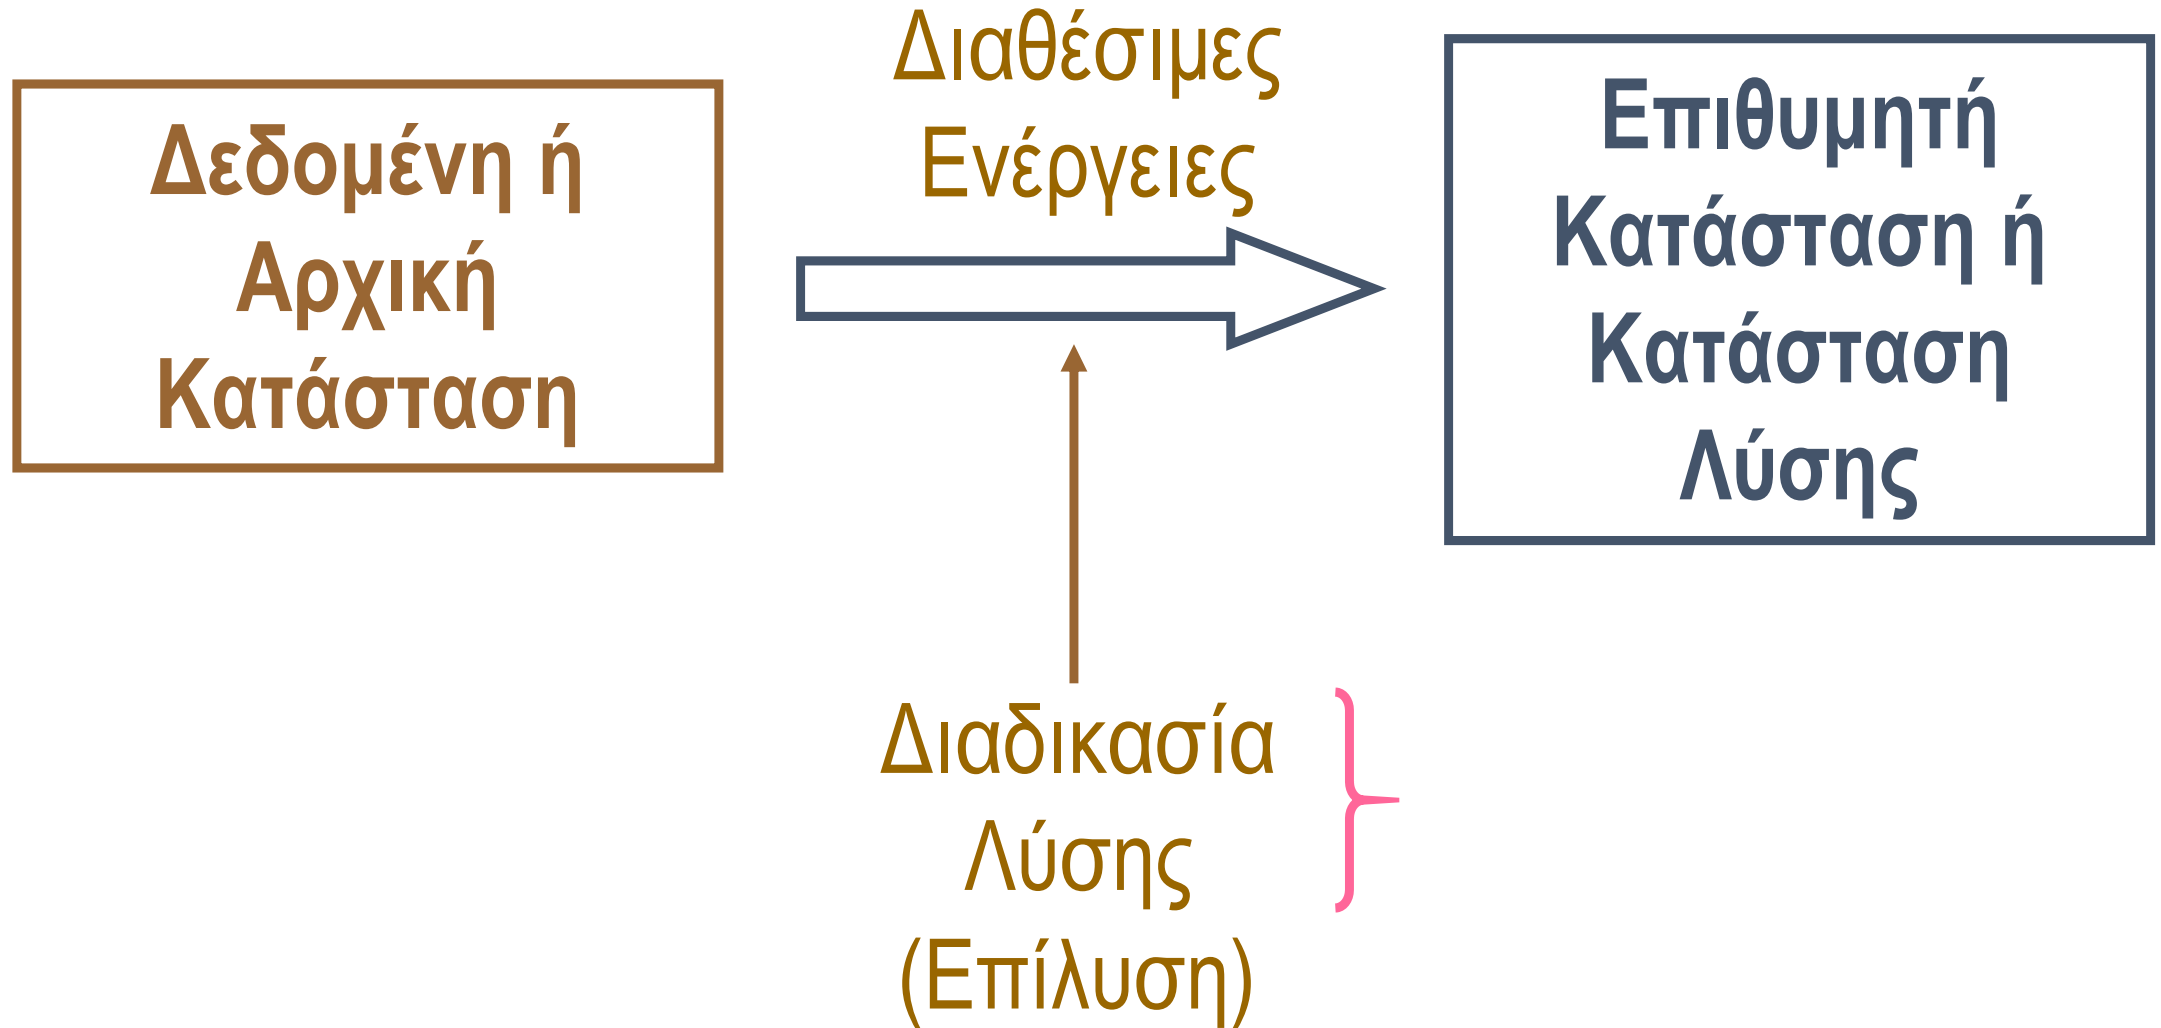 Δεδομένη ή
Αρχική
Κατάσταση
Διαθέσιμες
Ενέργειες
Επιθυμητή
Κατάσταση ή
Κατάσταση
Λύσης
Διαδικασία
Λύσης
(Επίλυση)